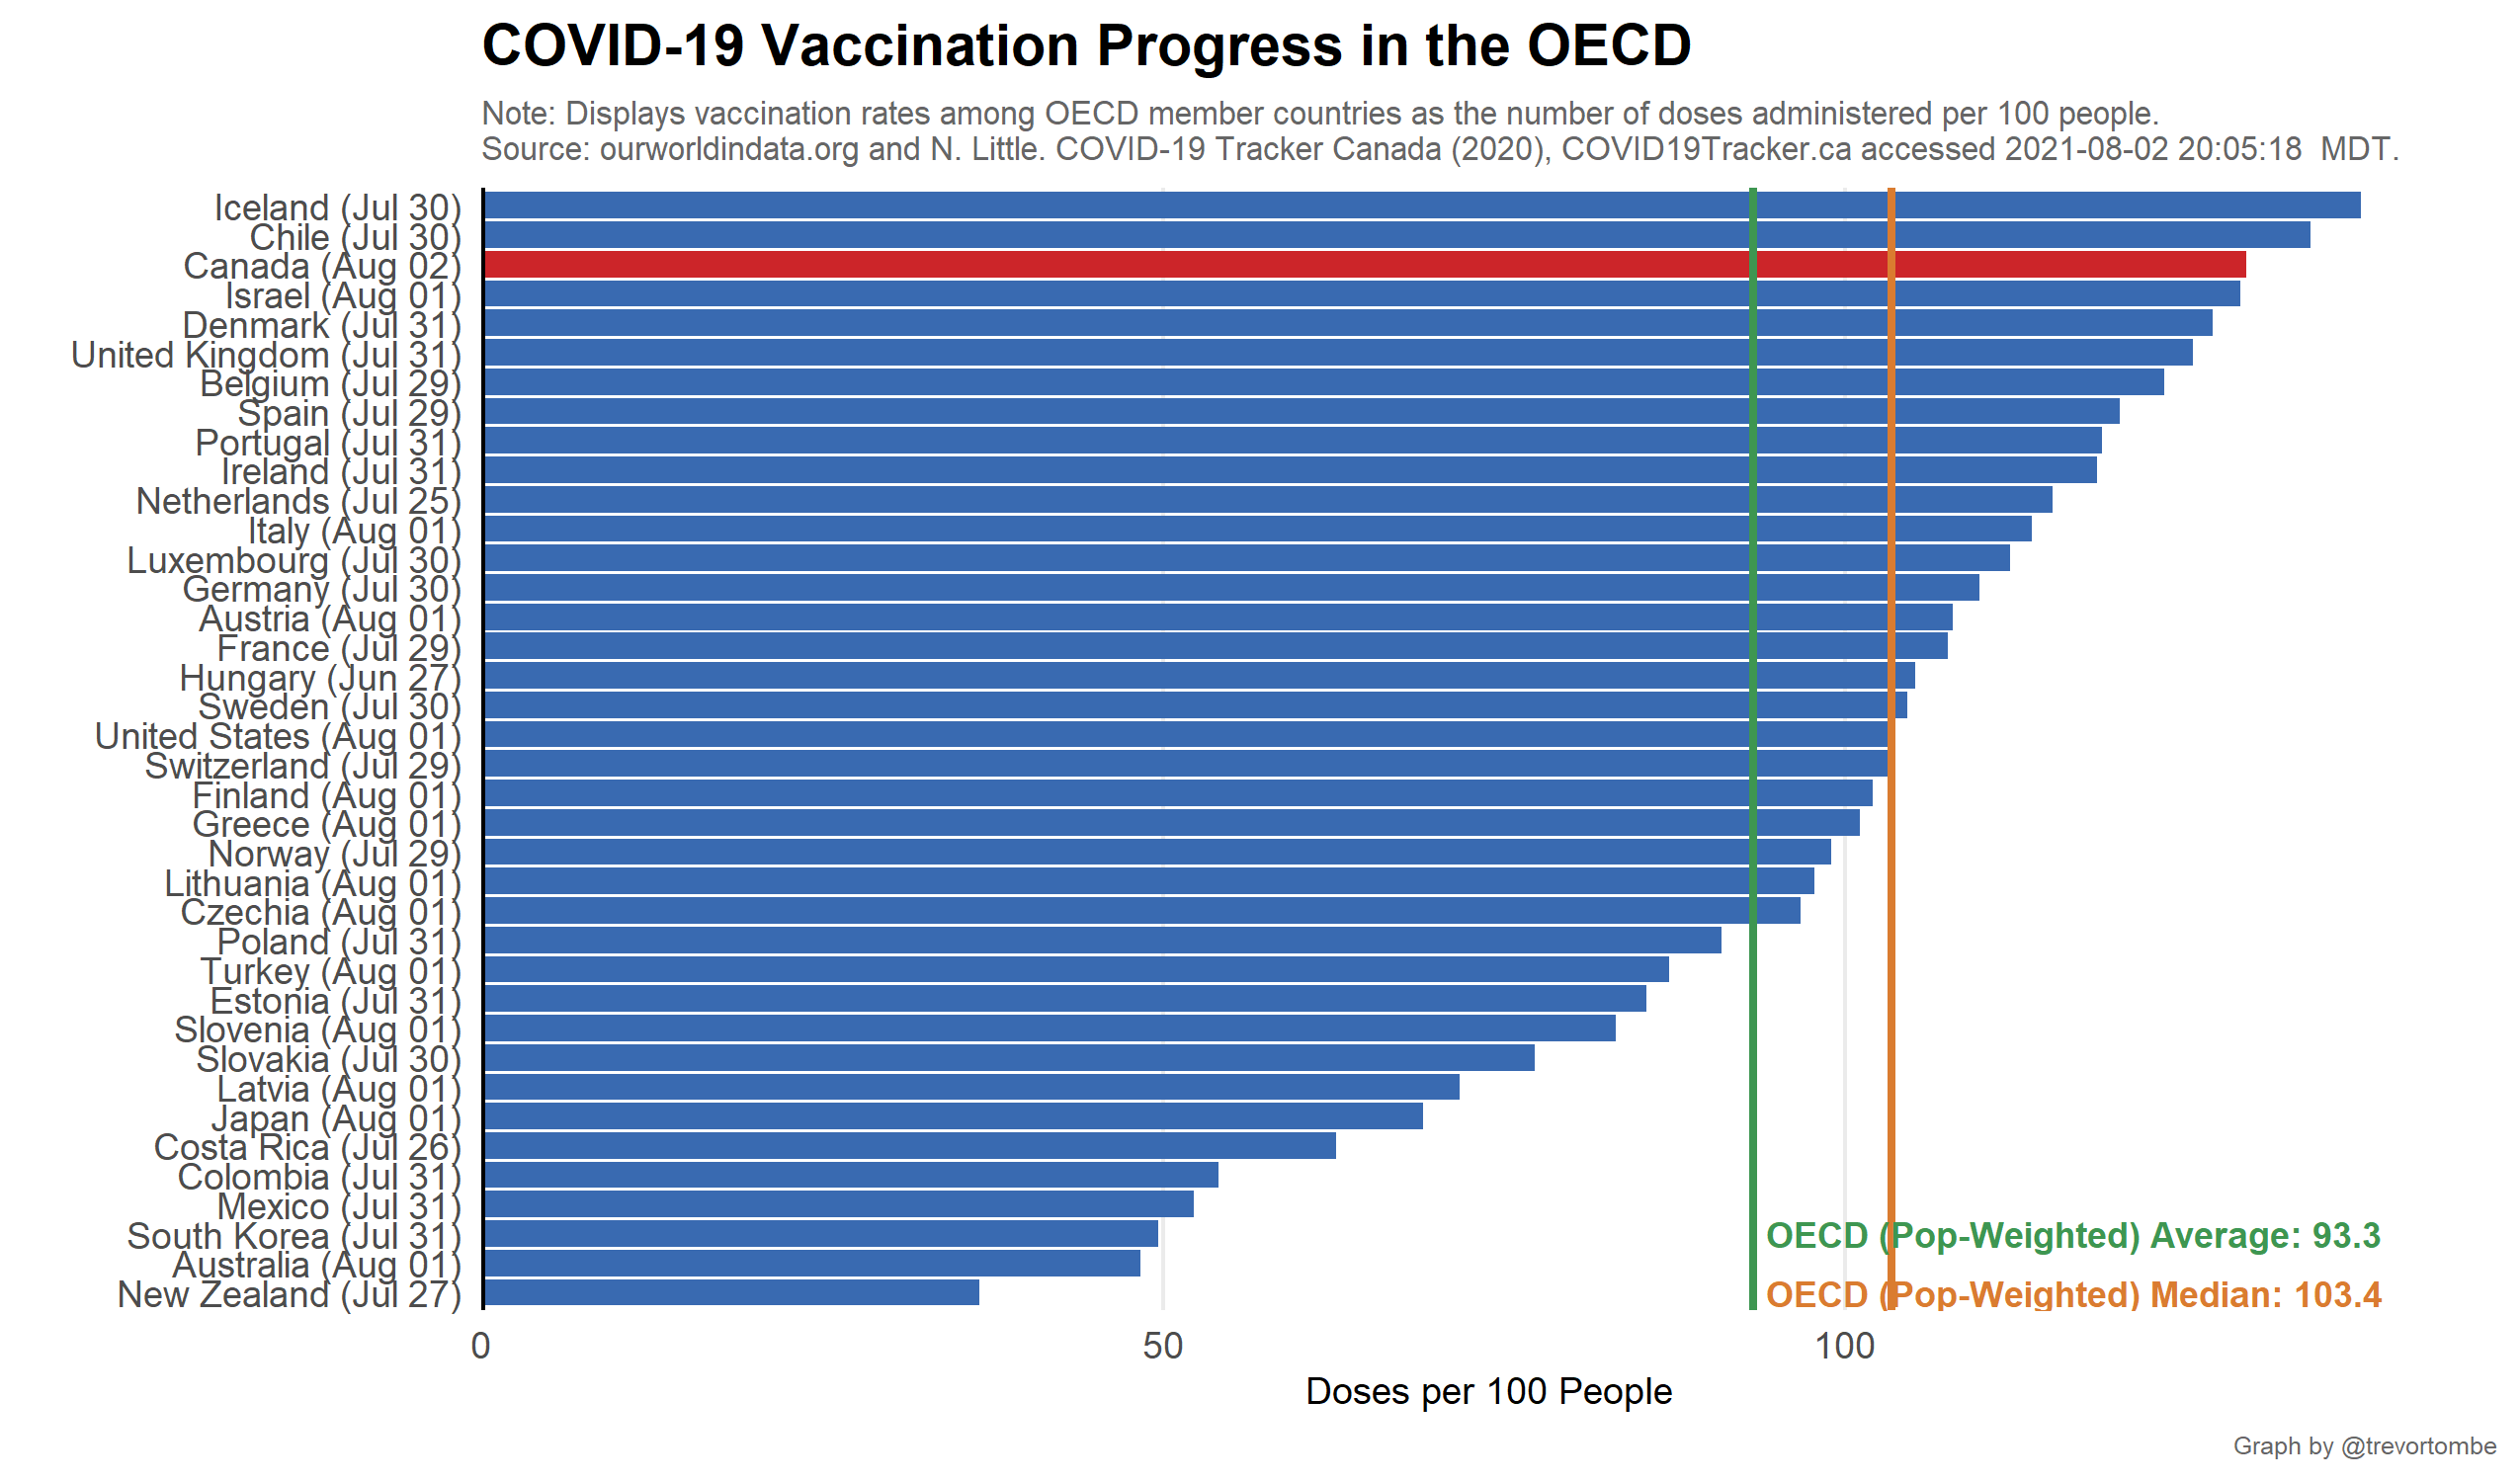 COVID-19 Vaccination Progress in the OECD
Note: Displays vaccination rates among OECD member countries as the number of doses administered per 100 people.
Source: ourworldindata.org and N. Little. COVID-19 Tracker Canada (2020), COVID19Tracker.ca accessed 2021-08-02 20:05:18  MDT.
Iceland (Jul 30)
Chile (Jul 30)
Canada (Aug 02)
Israel (Aug 01)
Denmark (Jul 31)
United Kingdom (Jul 31)
Belgium (Jul 29)
Spain (Jul 29)
Portugal (Jul 31)
Ireland (Jul 31)
Netherlands (Jul 25)
Italy (Aug 01)
Luxembourg (Jul 30)
Germany (Jul 30)
Austria (Aug 01)
France (Jul 29)
Hungary (Jun 27)
Sweden (Jul 30)
United States (Aug 01)
Switzerland (Jul 29)
Finland (Aug 01)
Greece (Aug 01)
Norway (Jul 29)
Lithuania (Aug 01)
Czechia (Aug 01)
Poland (Jul 31)
Turkey (Aug 01)
Estonia (Jul 31)
Slovenia (Aug 01)
Slovakia (Jul 30)
Latvia (Aug 01)
Japan (Aug 01)
Costa Rica (Jul 26)
Colombia (Jul 31)
Mexico (Jul 31)
South Korea (Jul 31)
Australia (Aug 01)
New Zealand (Jul 27)
OECD (Pop-Weighted) Average: 93.3
OECD (Pop-Weighted) Median: 103.4
0 50 100
Doses per 100 People
Graph by @trevortombe